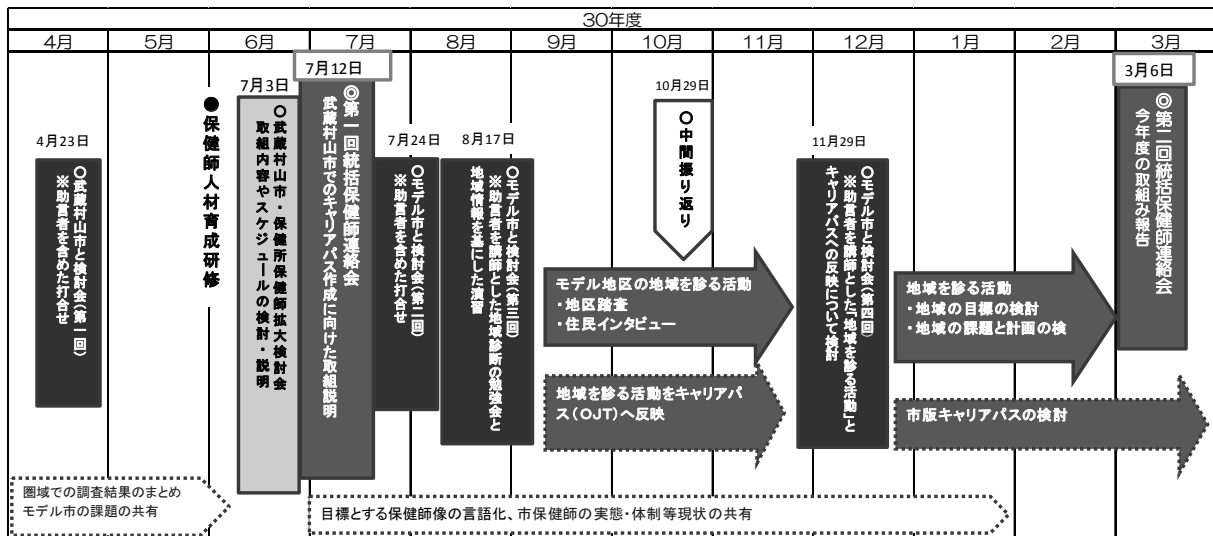 30年度
4月 5月 6月 7月 8月 9月 10月 11月 12月 1月 2月 3月
4月23日
○武蔵村山市と検討会(第一回)
※助言者を含めた打合せ
●保健師人材育成研修
7月3日
○武蔵村山市・保健所保健師拡大検討会
取組内容やスケジュールの検討・説明
7月12日
◎第一回統括保健師連絡会
武蔵村山市でのキャリアパス作成に向けた取組説明
7月24日
○モデル市と検討会(第二回)
※助言者を含めた打合せ
8月17日
○モデル市と検討会(第三回)
※助言者を講師とした地域診断の勉強会と
地域情報を基にした演習
10月29日
○中間振り返り
モデル地区の地域を診る活動
・地区踏査
・住民インタビュー
地域を診る活動をキャリアパ
ス(OJT)へ反映
11月29日
○モデル市と検討会(第四回)
※助言者を講師とした「地域を診る活動」と
キャリアパスへの反映について検討
地域を診る活動
・地域の目標の検討
・地域の課題と計画の検
市版キャリアパスの検討
3月6日
◎第二回統括保健師連絡会
今年度の取組み報告
圏域での調査結果のまとめ
モデル市の課題の共有
目標とする保健師像の言語化、市保健師の実態・体制等現状の共有